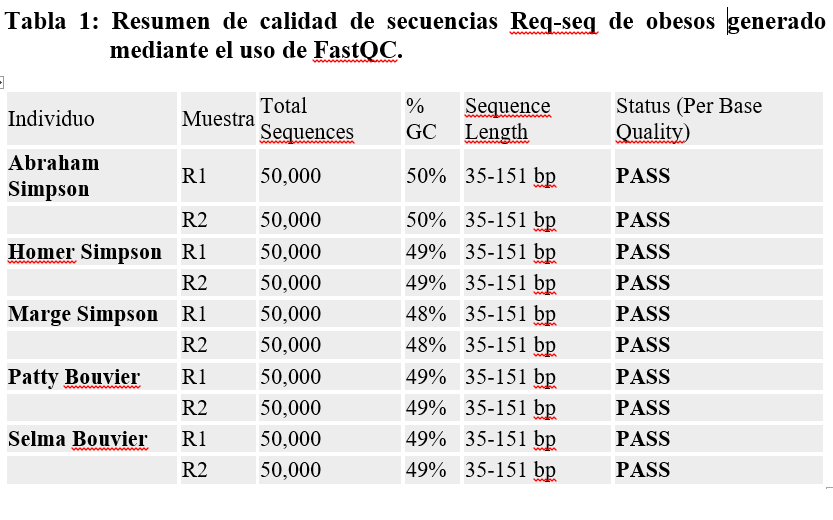 Tabla 1: Resumen de calidad de secuencias Req-seq de obesos generado
mediante el uso de FastQC.
Individuo Muestra Total Sequences % GC Sequence Length Status (Per Base Quality)
Abraham Simpson R1 50,000 50% 35-151 bp PASS
R2 50,000 50% 35-151 bp PASS
Homer Simpson R1 50,000 49% 35-151 bp PASS
R2 50,000 49% 35-151 bp PASS
Marge Simpson R1 50,000 48% 35-151 bp PASS
R2 50,000 48% 35-151 bp PASS
Patty Bouvier R1 50,000 49% 35-151 bp PASS
R2 50,000 49% 35-151 bp PASS
Selma Bouvier R1 50,000 49% 35-151 bp PASS
R2 50,000 49% 35-151 bp PASS